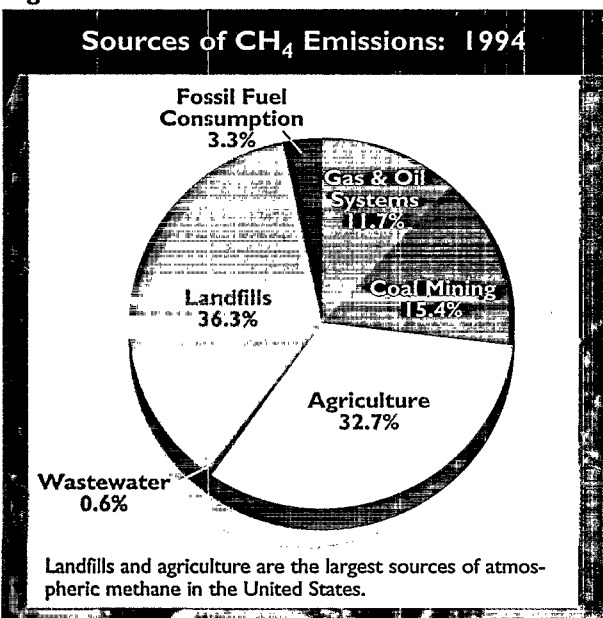 Sources of CH4 Emissions: 1994
Fossil Fuel
Consumption
3.3%
Gas & Oil
Systems
11.7%
Coal Mining
15.4%
Landfills
36.3%
Agriculture
32.7%
Wastewater
0.6%
Landfills and agriculture are the largest sources of atmos-
pheric methane in the United States.